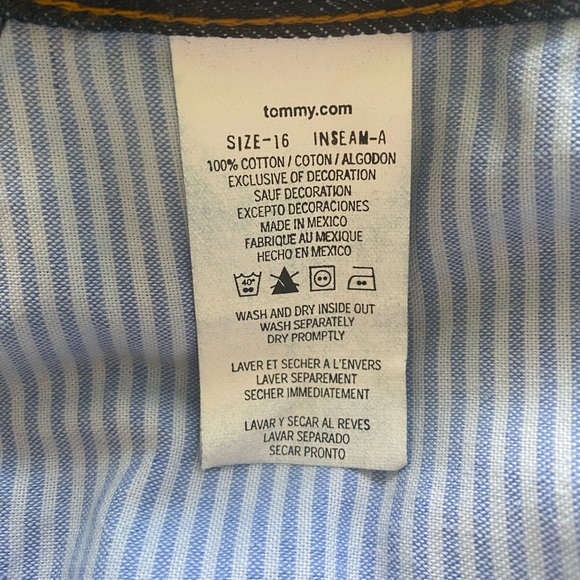 tommy.com
SIZE-16 INSEAM-A
100% COTTON / COTON / ALGODON
EXCLUSIVE OF DECORATION
SAUF DECORATION
EXCEPTO DECORACIONES
MADE IN MEXICO
FABRIQUE AU MEXIQUE
HECHO EN MEXICO
40°
WASH AND DRY INSIDE OUT
WASH SEPARATELY
DRY PROMPTLY
LAVER ET SECHER A L'ENVERS
LAVER SEPAREMENT
SECHER IMMEDIATEMENT
LAVAR Y SECAR AL REVES
LAVAR SEPARADO
SECAR PRONTO